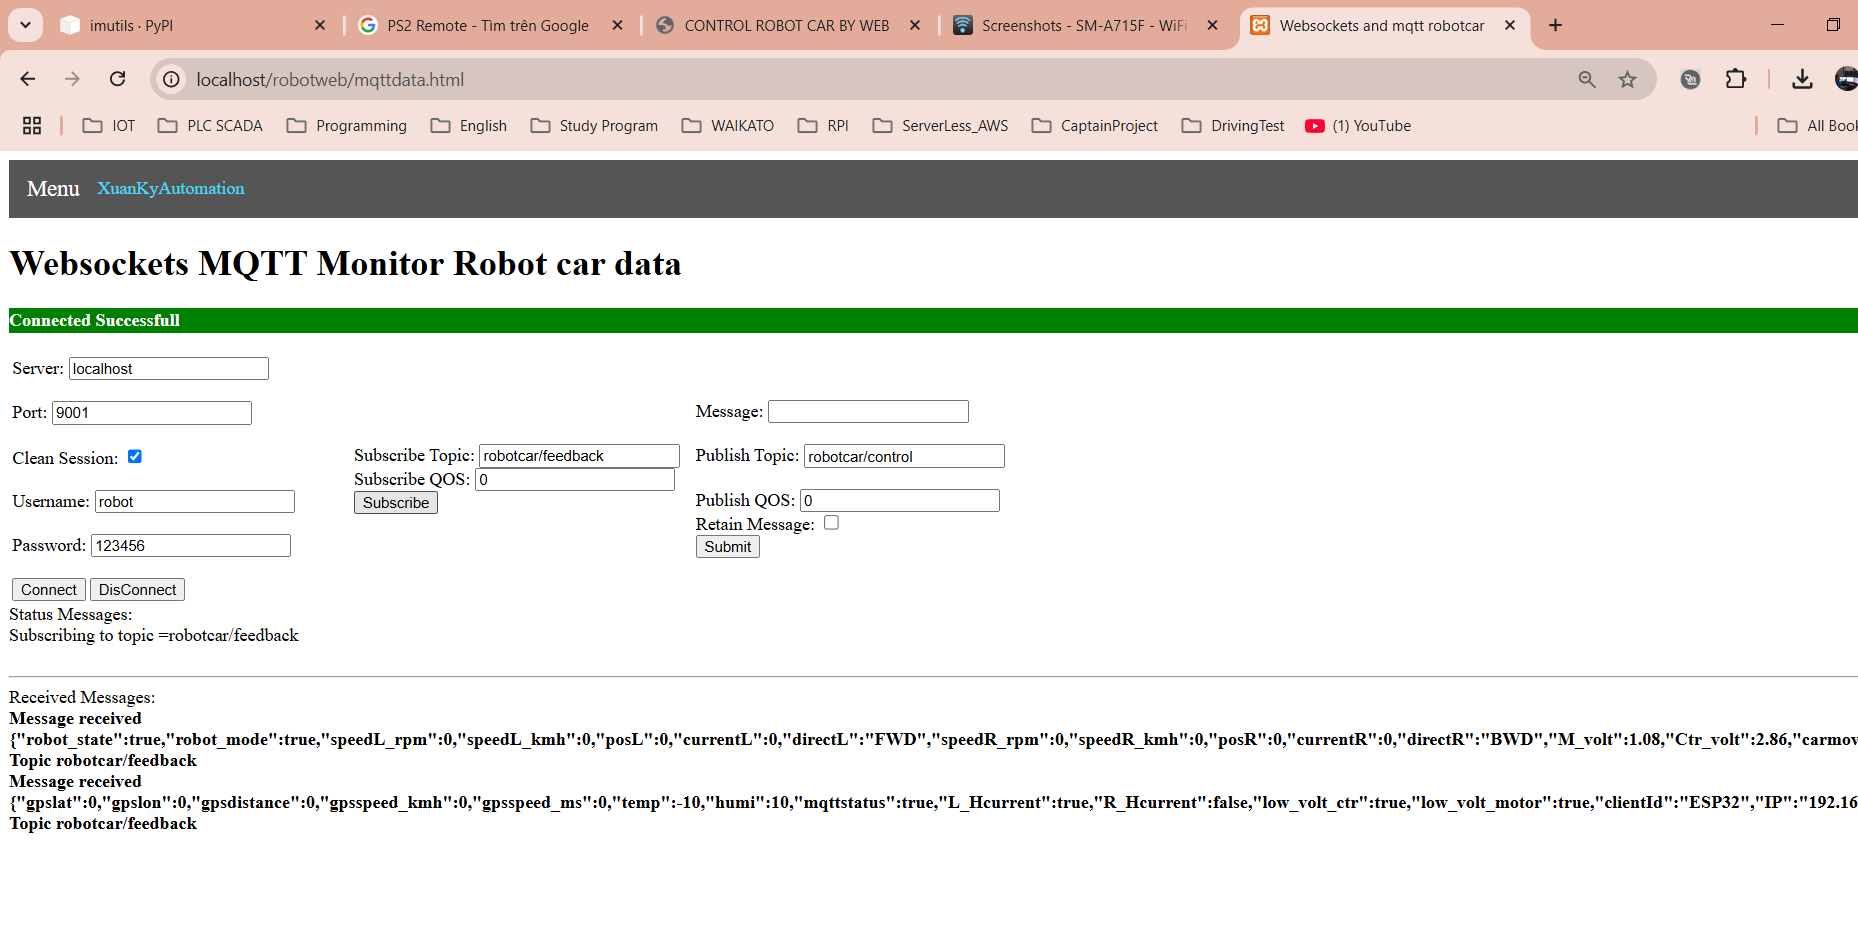 imutils · PyPI
PS2 Remote - Tìm trên Google
CONTROL ROBOT CAR BY WEB
Screenshots - SM-A715F - WiFi
Websockets and mqtt robotcar
localhost/robotweb/mqttdata.html
IOT
PLC SCADA
Programming
English
Study Program
WAIKATO
RPI
ServerLess_AWS
CaptainProject
DrivingTest
(1) YouTube
All Book
Menu XuanKyAutomation
Websockets MQTT Monitor Robot car data
Connected Successfull
Server: localhost
Port: 9001
Message:
Clean Session:
Subscribe Topic: robotcar/feedback
Publish Topic: robotcar/control
Subscribe QOS: 0
Username: robot
Subscribe
Publish QOS: 0
Retain Message:
Password: 123456
Submit
Connect DisConnect
Status Messages:
Subscribing to topic =robotcar/feedback
Received Messages:
Message received
{"robot_state":true,"robot_mode":true,"speedL_rpm":0,"speedL_kmh":0,"posL":0,"currentL":0,"directL":"FWD","speedR_rpm":0,"speedR_kmh":0,"posR":0,"currentR":0,"directR":"BWD","M_volt":1.08,"Ctr_volt":2.86,"carmov
Topic robotcar/feedback
Message received
{"gpslat":0,"gpslon":0,"gpsdistance":0,"gpsspeed_kmh":0,"gpsspeed_ms":0,"temp":-10,"humi":10,"mqttstatus":true,"L_Hcurrent":true,"R_Hcurrent":false,"low_volt_ctr":true,"low_volt_motor":true,"clientId":"ESP32","IP":"192.16
Topic robotcar/feedback